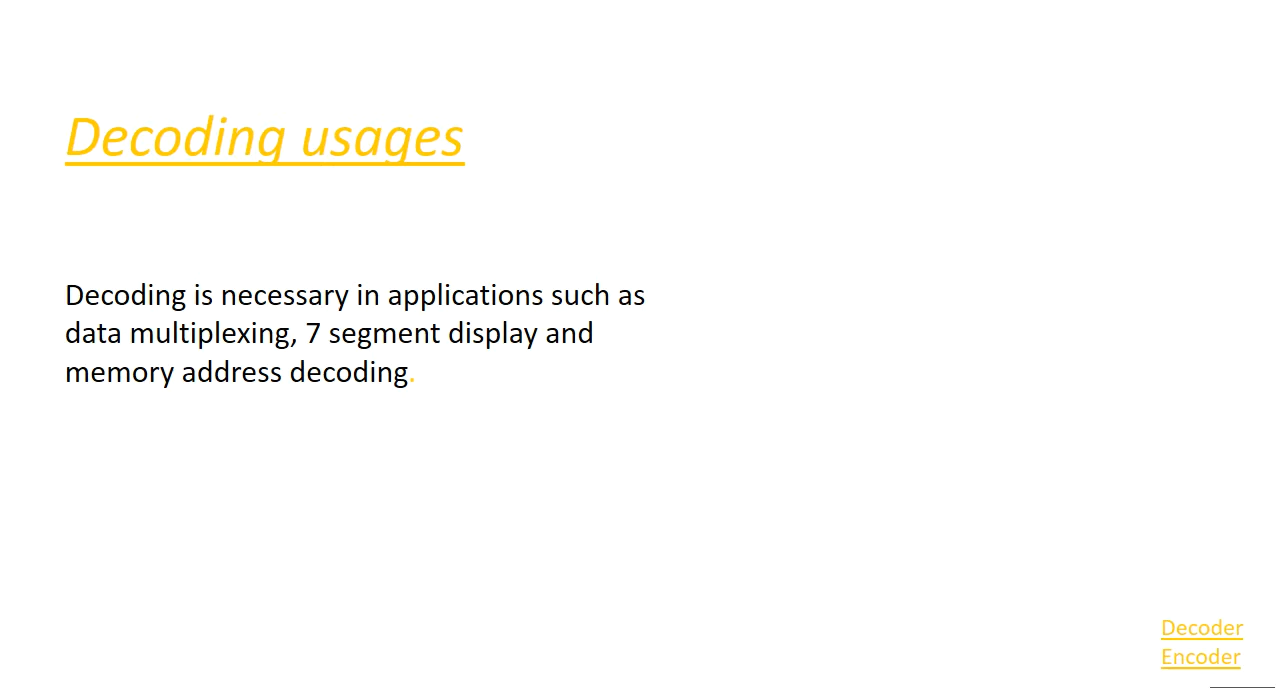 Decoding usages
Decoding is necessary in applications such as
data multiplexing, 7 segment display and
memory address decoding.
Decoder
Encoder